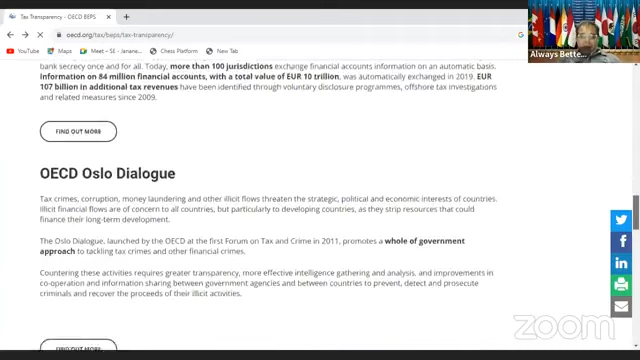 Tax Transparency - OECD BEPS
oecd.org/tax/beps/tax-transparency/
YouTube
Maps
Meet – SE - Janane...
Chess Platform
New Tab
Always Bette...
bank secrecy once and for all. Today, more than 100 jurisdictions exchange financial accounts information on an automatic basis.
Information on 84 million financial accounts, with a total value of EUR 10 trillion, was automatically exchanged in 2019. EUR
107 billion in additional tax revenues have been identified through voluntary disclosure programmes, offshore tax investigations
and related measures since 2009.
FIND OUT MORE
OECD Oslo Dialogue
Tax crimes, corruption, money laundering and other illicit flows threaten the strategic, political and economic interests of countries.
Illicit financial flows are of concern to all countries, but particularly to developing countries, as they strip resources that could
finance their long-term development.
The Oslo Dialogue, launched by the OECD at the first Forum on Tax and Crime in 2011, promotes a whole of government
approach to tackling tax crimes and other financial crimes.
Countering these activities requires greater transparency, more effective intelligence gathering and analysis, and improvements in
co-operation and information sharing between government agencies and between countries to prevent, detect and prosecute
criminals and recover the proceeds of their illicit activities.
FIND OUT MORE
zoom